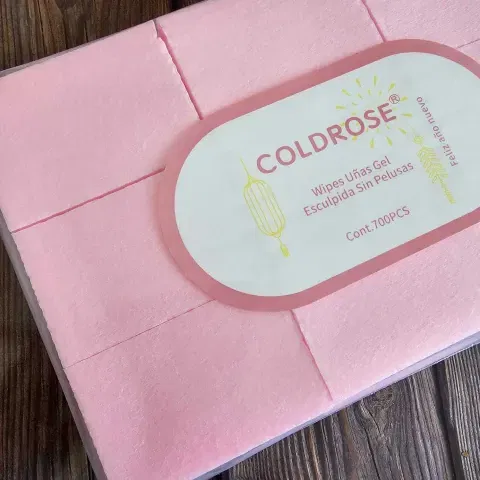 COLDROSE®
Wipes Uñas Gel
Esculpida Sin Pelusas
Cont.700PCS
Feliz año nuevo